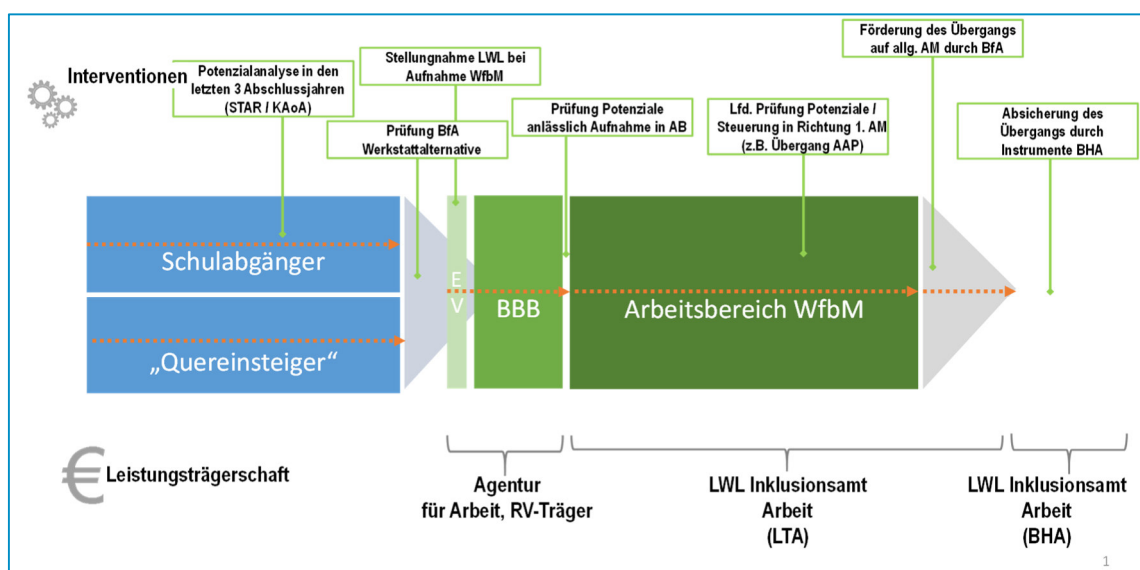 Interventionen
Potenzialanalyse in den
letzten 3 Abschlussjahren
(STAR / KAoA)
Stellungnahme LWL bei
Aufnahme WfbM
Prüfung BfA
Werkstattalternative
Prüfung Potenziale
anlässlich Aufnahme in AB
Lfd. Prüfung Potenziale /
Steuerung in Richtung 1. AM
(z.B. Übergang AAP)
Förderung des Übergangs
auf allg. AM durch BfA
Absicherung des
Übergangs durch
Instrumente BHA
Schulabgänger
„Quereinsteiger“
E
V
BBB
Arbeitsbereich WfbM
€ Leistungsträgerschaft
Agentur
für Arbeit, RV-Träger
LWL Inklusionsamt
Arbeit
(LTA)
LWL Inklusionsamt
Arbeit
(BHA)
1